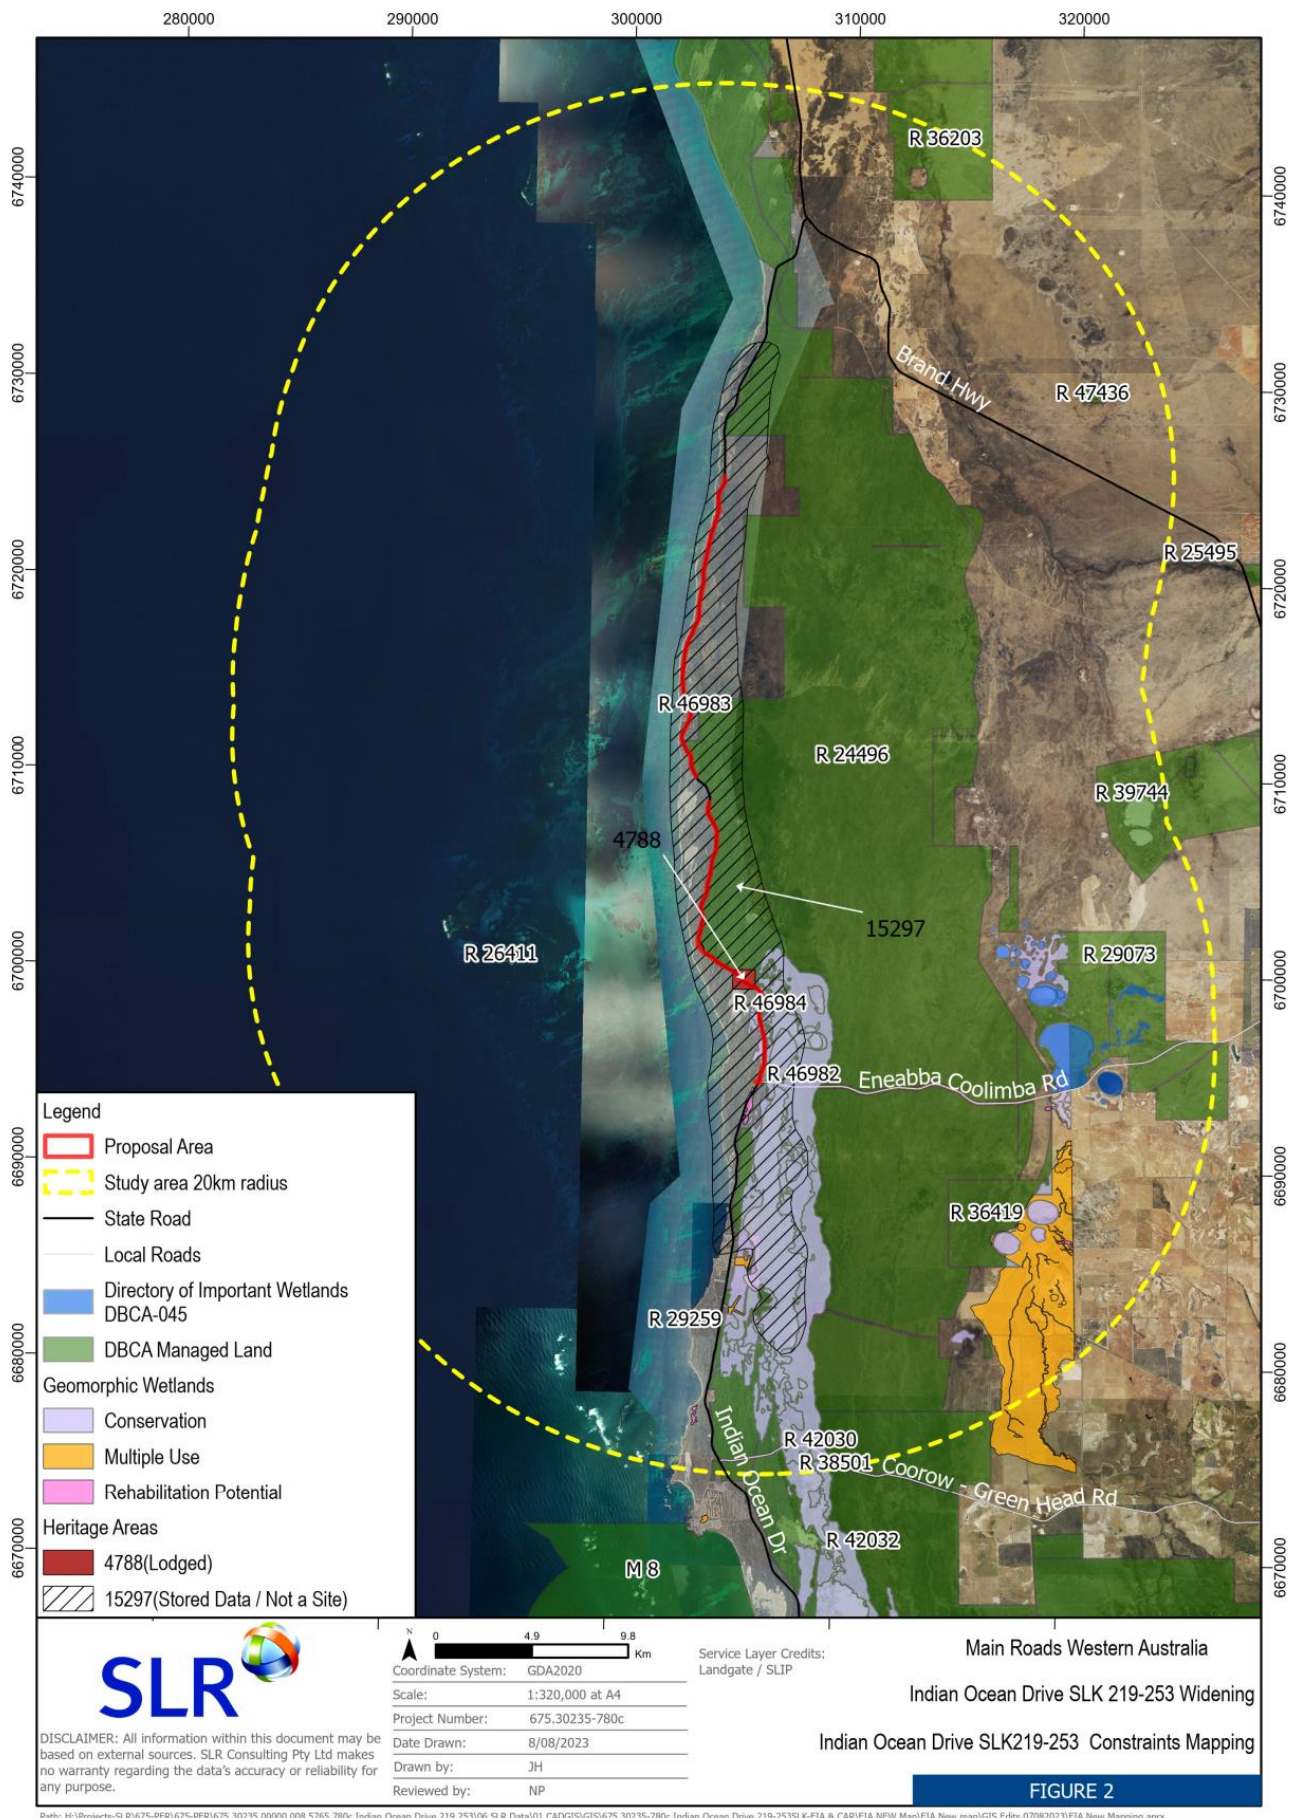 280000
290000
300000
310000
320000
6740000
6730000
6720000
6710000
6700000
6690000
6680000
6670000
6740000
6730000
6720000
6710000
6700000
6690000
6680000
6670000
R 36203
Brand Hwy
R 47436
R 25495
R 46983
R 24496
R 39744
4788
15297
R 26411
R 29073
R 46984
R 46982
Eneabba Coolimba Rd
R 36419
R 29259
Indian Ocean Dr
R 42030
R 38501
Coorow - Green Head Rd
R 42032
M 8
Legend
Proposal Area
Study area 20km radius
State Road
Local Roads
Directory of Important Wetlands
DBCA-045
DBCA Managed Land
Geomorphic Wetlands
Conservation
Multiple Use
Rehabilitation Potential
Heritage Areas
4788(Lodged)
15297(Stored Data / Not a Site)
SLR
DISCLAIMER: All information within this document may be
based on external sources. SLR Consulting Pty Ltd makes
no warranty regarding the data's accuracy or reliability for
any purpose.
N
0 4.9 9.8
Km
Coordinate System: GDA2020
Scale: 1:320,000 at A4
Project Number: 675.30235-780c
Date Drawn: 8/08/2023
Drawn by: JH
Reviewed by: NP
Service Layer Credits:
Landgate / SLIP
Main Roads Western Australia
Indian Ocean Drive SLK 219-253 Widening
Indian Ocean Drive SLK219-253 Constraints Mapping
FIGURE 2